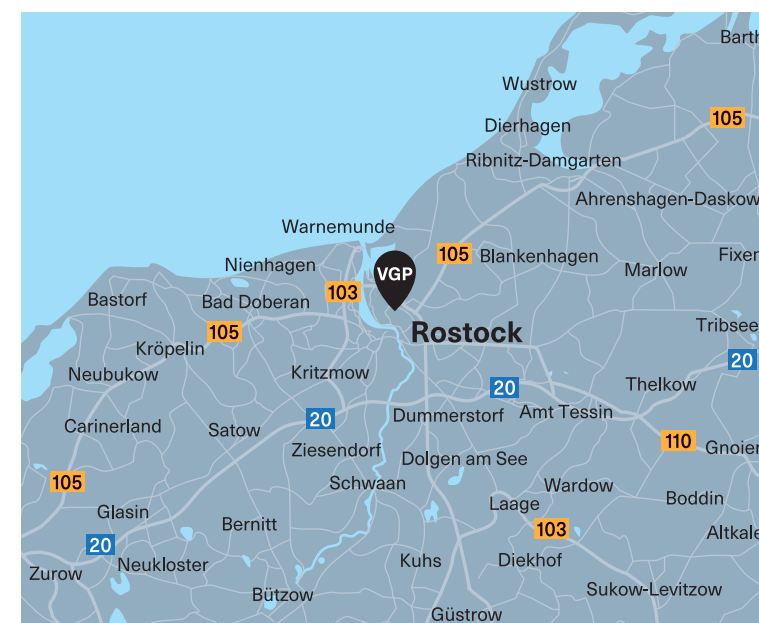 Barth
Wustrow
105
Dierhagen
Ribnitz-Damgarten
Ahrenshagen-Daskow
Warnemunde
105
Blankenhagen
Fixer
Nienhagen
VGP
Marlow
Bastorf
Bad Doberan
103
105
Rostock
Tribsee
Kröpelin
20
Neubukow
Kritzmow
20
Thelkow
Carinerland
Satow
20
Dummerstorf
Amt Tessin
Ziesendorf
110
Gnoien
Dolgen am See
105
Schwaan
Wardow
Laage
Boddin
Glasin
Bernitt
103
Altkale
20
Zurow
Neukloster
Kuhs
Diekhof
Bützow
Sukow-Levitzow
Güstrow